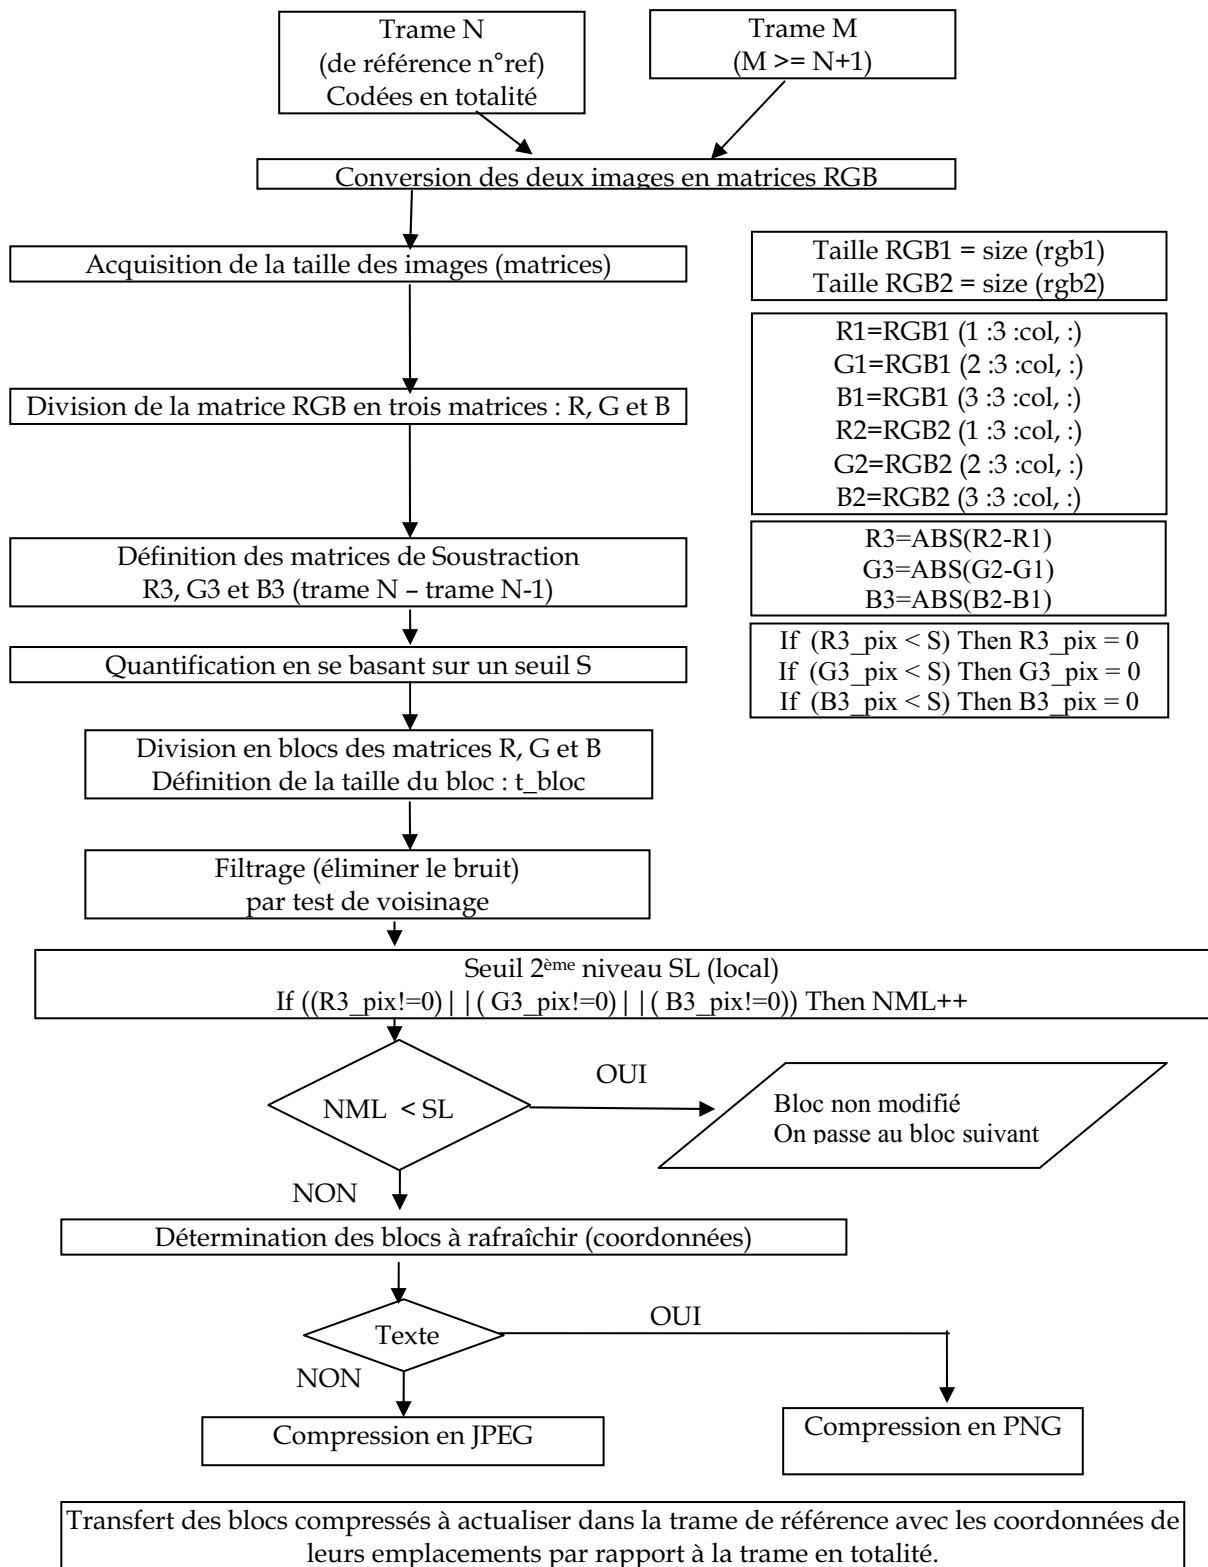 Trame N
(de référence n°ref)
Codées en totalité
Trame M
(M >= N+1)
Conversion des deux images en matrices RGB
Acquisition de la taille des images (matrices)
Taille RGB1 = size (rgb1)
Taille RGB2 = size (rgb2)
Division de la matrice RGB en trois matrices : R, G et B
R1=RGB1 (1 :3 :col, :)
G1=RGB1 (2 :3 :col, :)
B1=RGB1 (3 :3 :col, :)
R2=RGB2 (1 :3 :col, :)
G2=RGB2 (2 :3 :col, :)
B2=RGB2 (3 :3 :col, :)
Définition des matrices de Soustraction
R3, G3 et B3 (trame N – trame N-1)
R3=ABS(R2-R1)
G3=ABS(G2-G1)
B3=ABS(B2-B1)
Quantification en se basant sur un seuil S
If (R3_pix < S) Then R3_pix = 0
If (G3_pix < S) Then G3_pix = 0
If (B3_pix < S) Then B3_pix = 0
Division en blocs des matrices R, G et B
Définition de la taille du bloc : t_bloc
Filtrage (éliminer le bruit)
par test de voisinage
Seuil 2ème niveau SL (local)
If ((R3_pix!=0)||( G3_pix!=0)||( B3_pix!=0)) Then NML++
NML < SL
OUI
Bloc non modifié
On passe au bloc suivant
NON
Détermination des blocs à rafraîchir (coordonnées)
Texte
OUI
NON
Compression en JPEG
Compression en PNG
Transfert des blocs compressés à actualiser dans la trame de référence avec les coordonnées de
leurs emplacements par rapport à la trame en totalité.